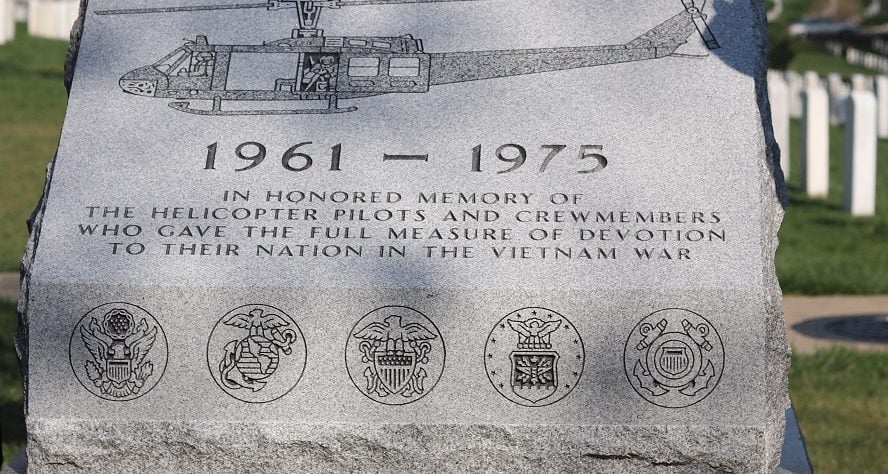 1961 – 1975
IN HONORED MEMORY OF
THE HELICOPTER PILOTS AND CREWMEMBERS
WHO GAVE THE FULL MEASURE OF DEVOTION
TO THEIR NATION IN THE VIETNAM WAR